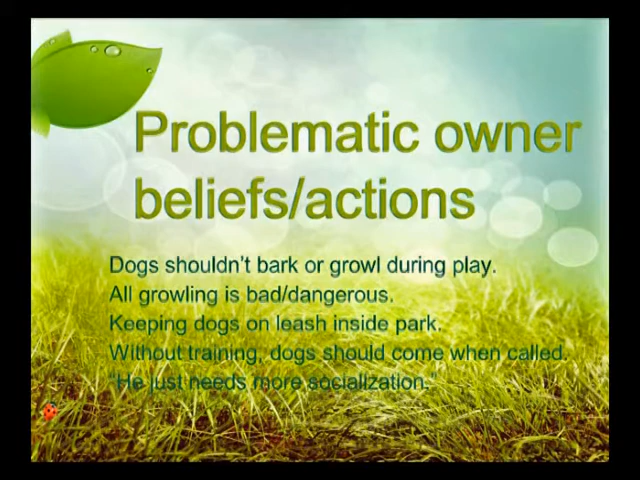 Problematic owner
beliefs/actions
Dogs shouldn't bark or growl during play.
All growling is bad/dangerous.
Keeping dogs on leash inside park.
Without training, dogs should come when called.
"He just needs more socialization."